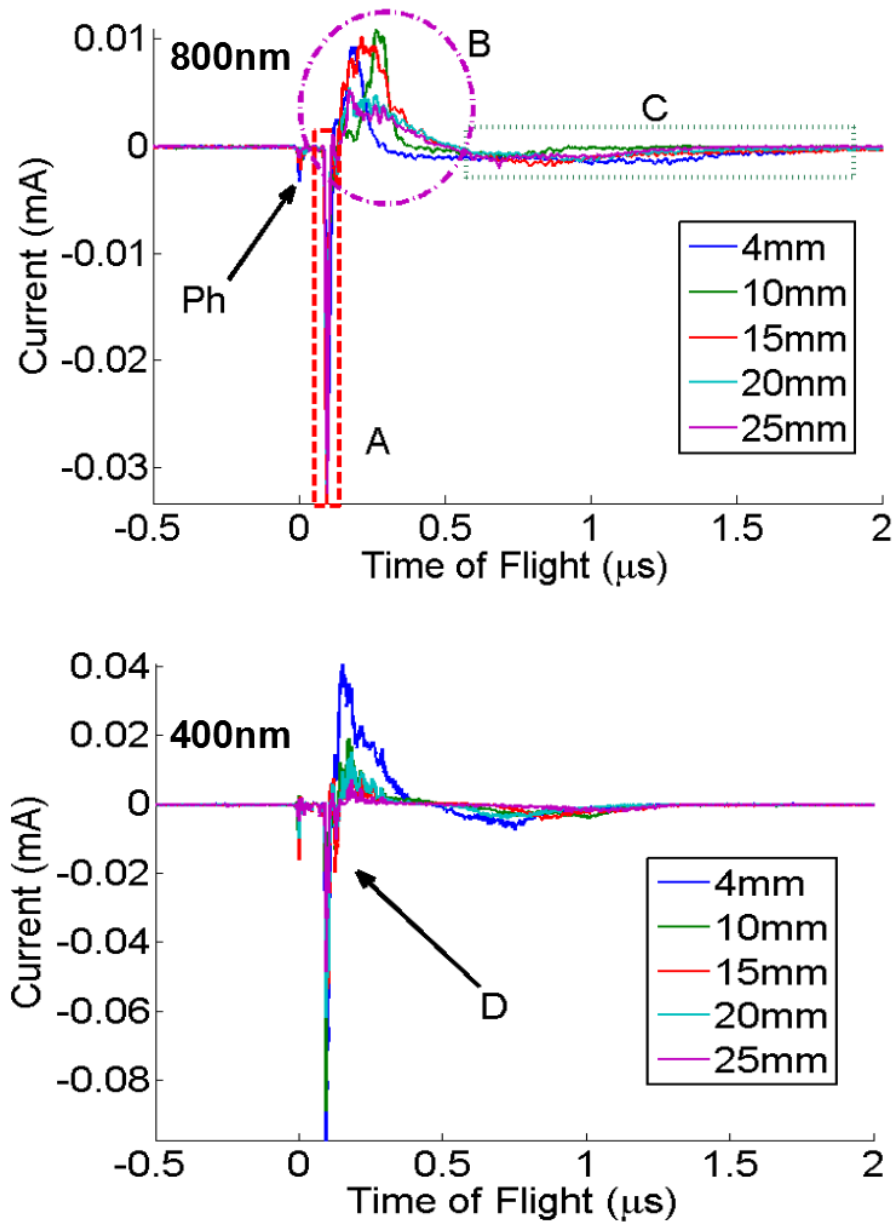 800nm
0.01
0
-0.01
-0.02
-0.03
Current (mA)
B
C
Ph
A
4mm
10mm
15mm
20mm
25mm
-0.5
0
0.5
1
1.5
2
Time of Flight (μs)
400nm
0.04
0.02
0
-0.02
-0.04
-0.06
-0.08
Current (mA)
D
4mm
10mm
15mm
20mm
25mm
-0.5
0
0.5
1
1.5
2
Time of Flight (μs)